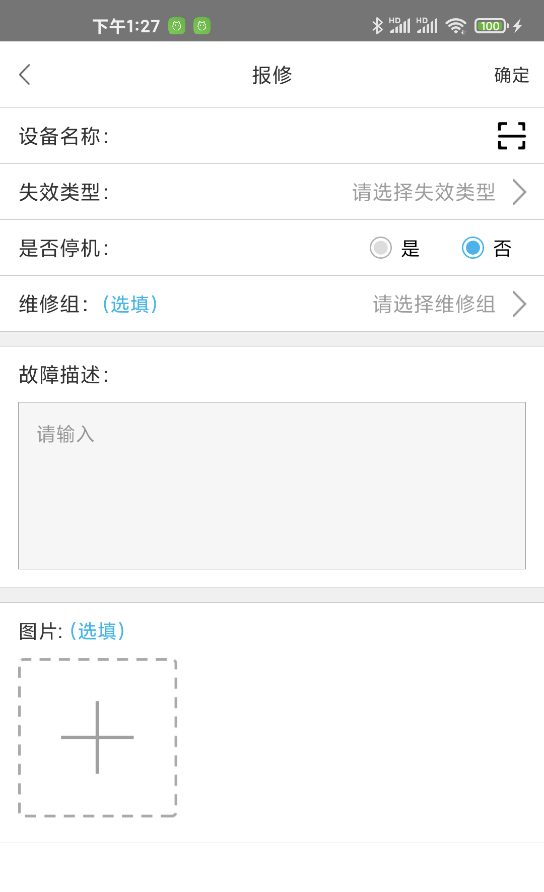 下午1:27 HD HD 100
报修 确定
设备名称：
失效类型： 请选择失效类型
是否停机： 是 否
维修组：（选填） 请选择维修组
故障描述：
请输入
图片:（选填）